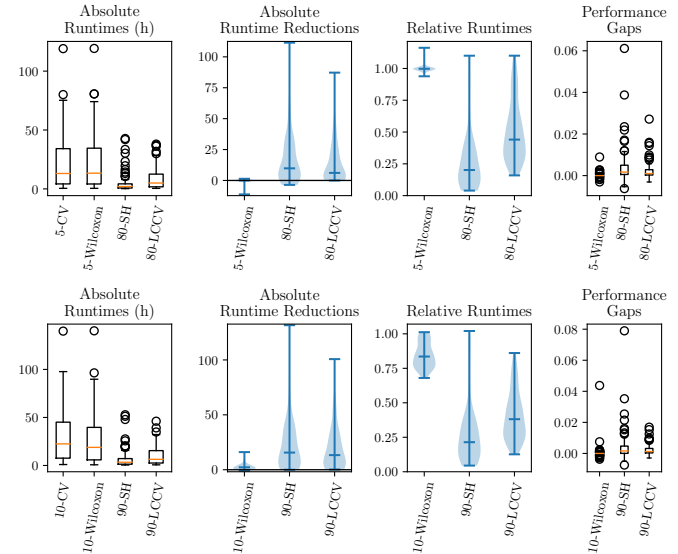 Absolute
Runtimes (h)
Absolute
Runtime Reductions
Relative Runtimes
Performance
Gaps
100
50
0
5-CV
5-Wilcoxon
80-SH
80-LCCV
100
75
50
25
0
5-Wilcoxon
80-SH
80-LCCV
1.00
0.75
0.50
0.25
0.00
5-Wilcoxon
80-SH
80-LCCV
0.06
0.04
0.02
0.00
5-Wilcoxon
80-SH
80-LCCV
Absolute
Runtimes (h)
Absolute
Runtime Reductions
Relative Runtimes
Performance
Gaps
100
50
0
10-CV
10-Wilcoxon
90-SH
90-LCCV
100
50
0
10-Wilcoxon
90-SH
90-LCCV
1.00
0.75
0.50
0.25
0.00
10-Wilcoxon
90-SH
90-LCCV
0.08
0.06
0.04
0.02
0.00
10-Wilcoxon
90-SH
90-LCCV